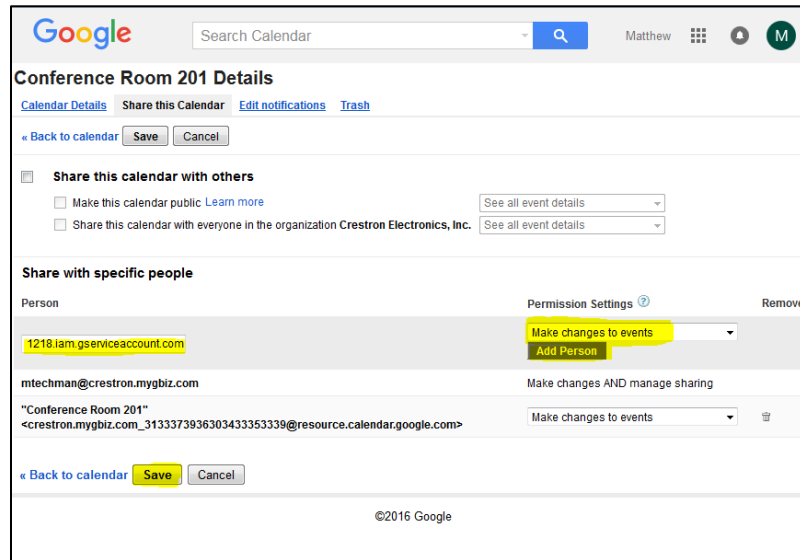 Google
Search Calendar
Matthew
M
Conference Room 201 Details
Calendar Details Share this Calendar Edit notifications Trash
« Back to calendar Save Cancel
Share this calendar with others
Make this calendar public Learn more See all event details
Share this calendar with everyone in the organization Crestron Electronics, Inc. See all event details
Share with specific people
Person Permission Settings ? Remove
1218.iam.gserviceaccount.com Make changes to events
Add Person
mtechman@crestron.mygbiz.com Make changes AND manage sharing
"Conference Room 201"
<crestron.mygbiz.com_3133373936303433353339@resource.calendar.google.com> Make changes to events
« Back to calendar Save Cancel
©2016 Google